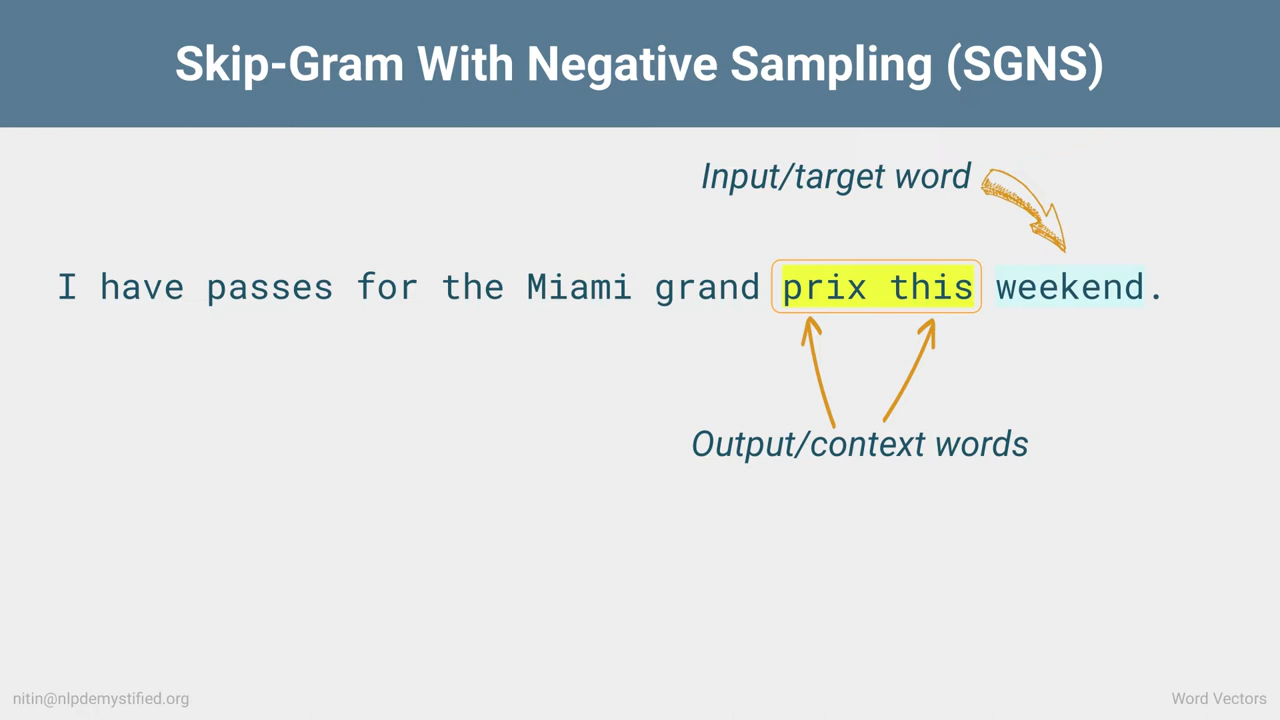 Skip-Gram With Negative Sampling (SGNS)
Input/target word
I have passes for the Miami grand prix this weekend.
Output/context words
nitin@nlpdemystified.org
Word Vectors